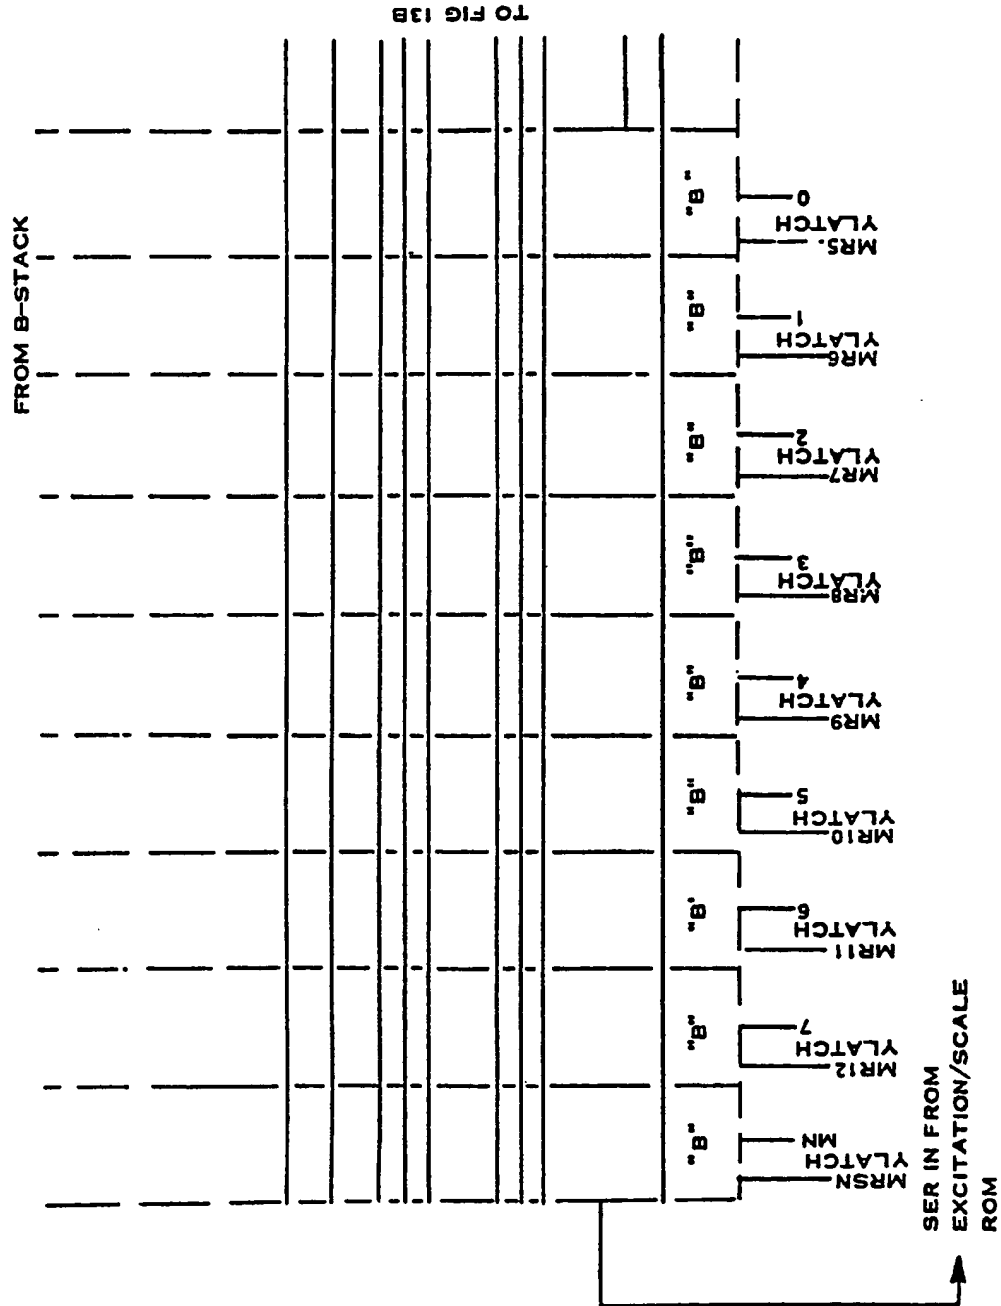 TO FIG 13B
FROM B-STACK
"B"
0
YLATCH
MR5.
"B"
1
YLATCH
MR6
"B"
2
YLATCH
MR7
"B"
3
YLATCH
MR8
"B"
4
YLATCH
MR9
"B"
5
YLATCH
MR10
"B'
6
YLATCH
MR11
"B"
7
YLATCH
MR12
"B"
MN
YLATCH
MRSN
SER IN FROM
EXCITATION/SCALE
ROM